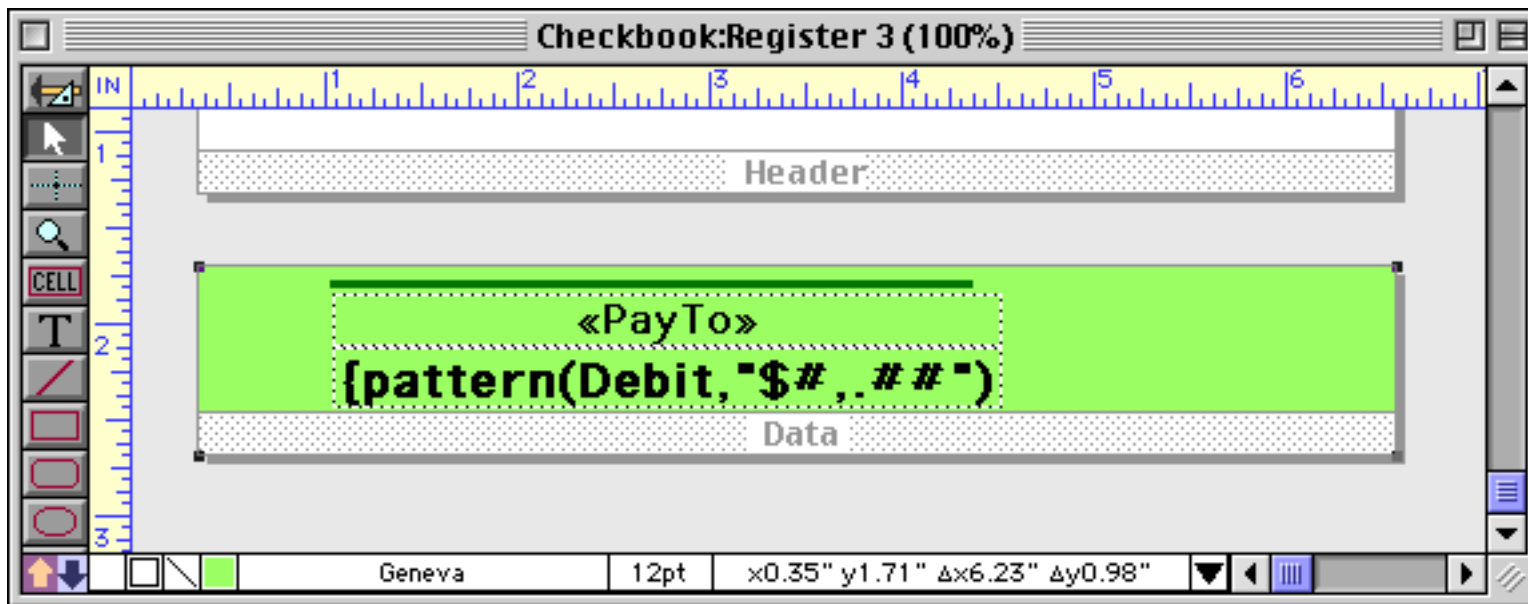 Checkbook:Register 3 (100%)
IN 1 2 3 4 5 6
1
Header
CELL
T
«PayTo»
2
{pattern(Debit,"$#,.##")
Data
3
Geneva 12pt x0.35" y1.71" Δx6.23" Δy0.98"